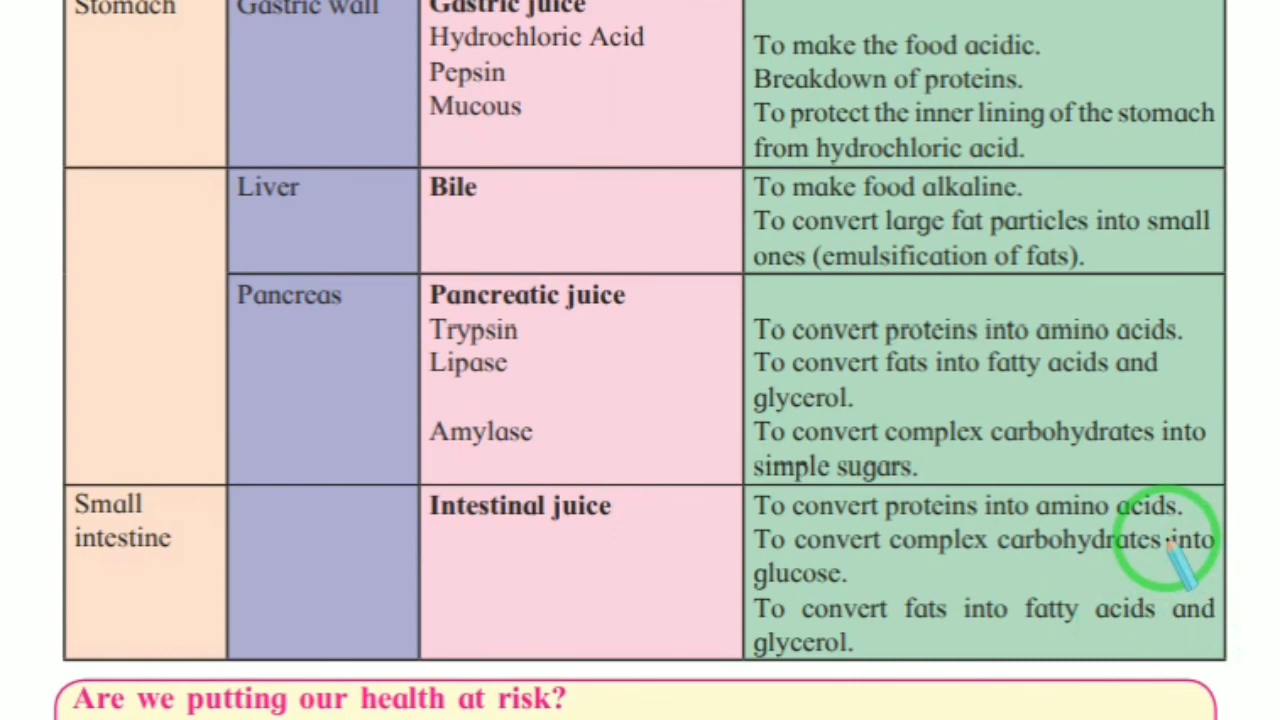 Stomach
Gastric wall
Gastric juice
Hydrochloric Acid
Pepsin
Mucous
To make the food acidic.
Breakdown of proteins.
To protect the inner lining of the stomach
from hydrochloric acid.
Liver
Bile
To make food alkaline.
To convert large fat particles into small
ones (emulsification of fats).
Pancreas
Pancreatic juice
Trypsin
Lipase
Amylase
To convert proteins into amino acids.
To convert fats into fatty acids and
glycerol.
To convert complex carbohydrates into
simple sugars.
Small
intestine
Intestinal juice
To convert proteins into amino acids.
To convert complex carbohydrates into
glucose.
To convert fats into fatty acids and
glycerol.
Are we putting our health at risk?